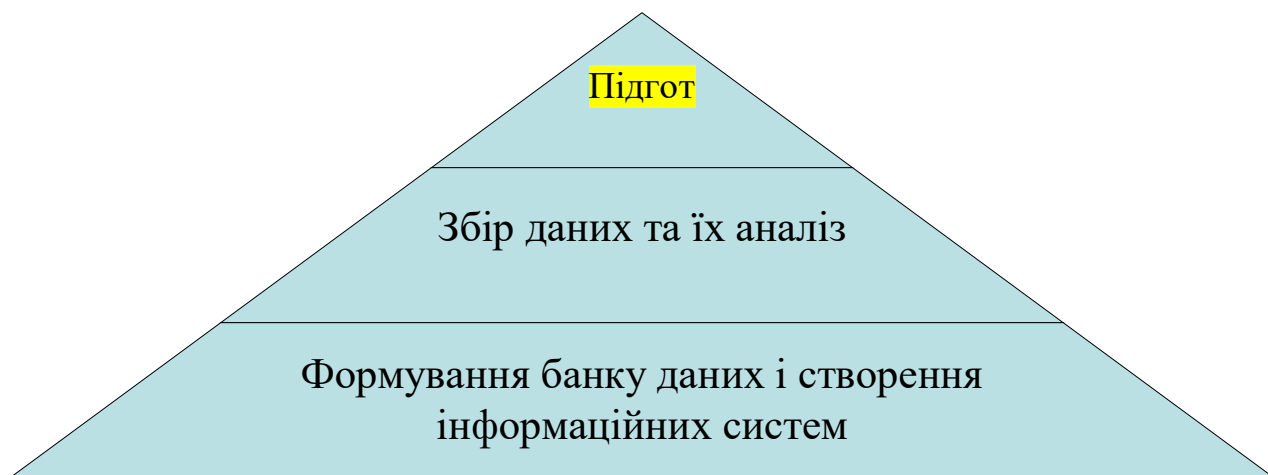 Підгот
Збір даних та їх аналіз
Формування банку даних і створення
інформаційних систем